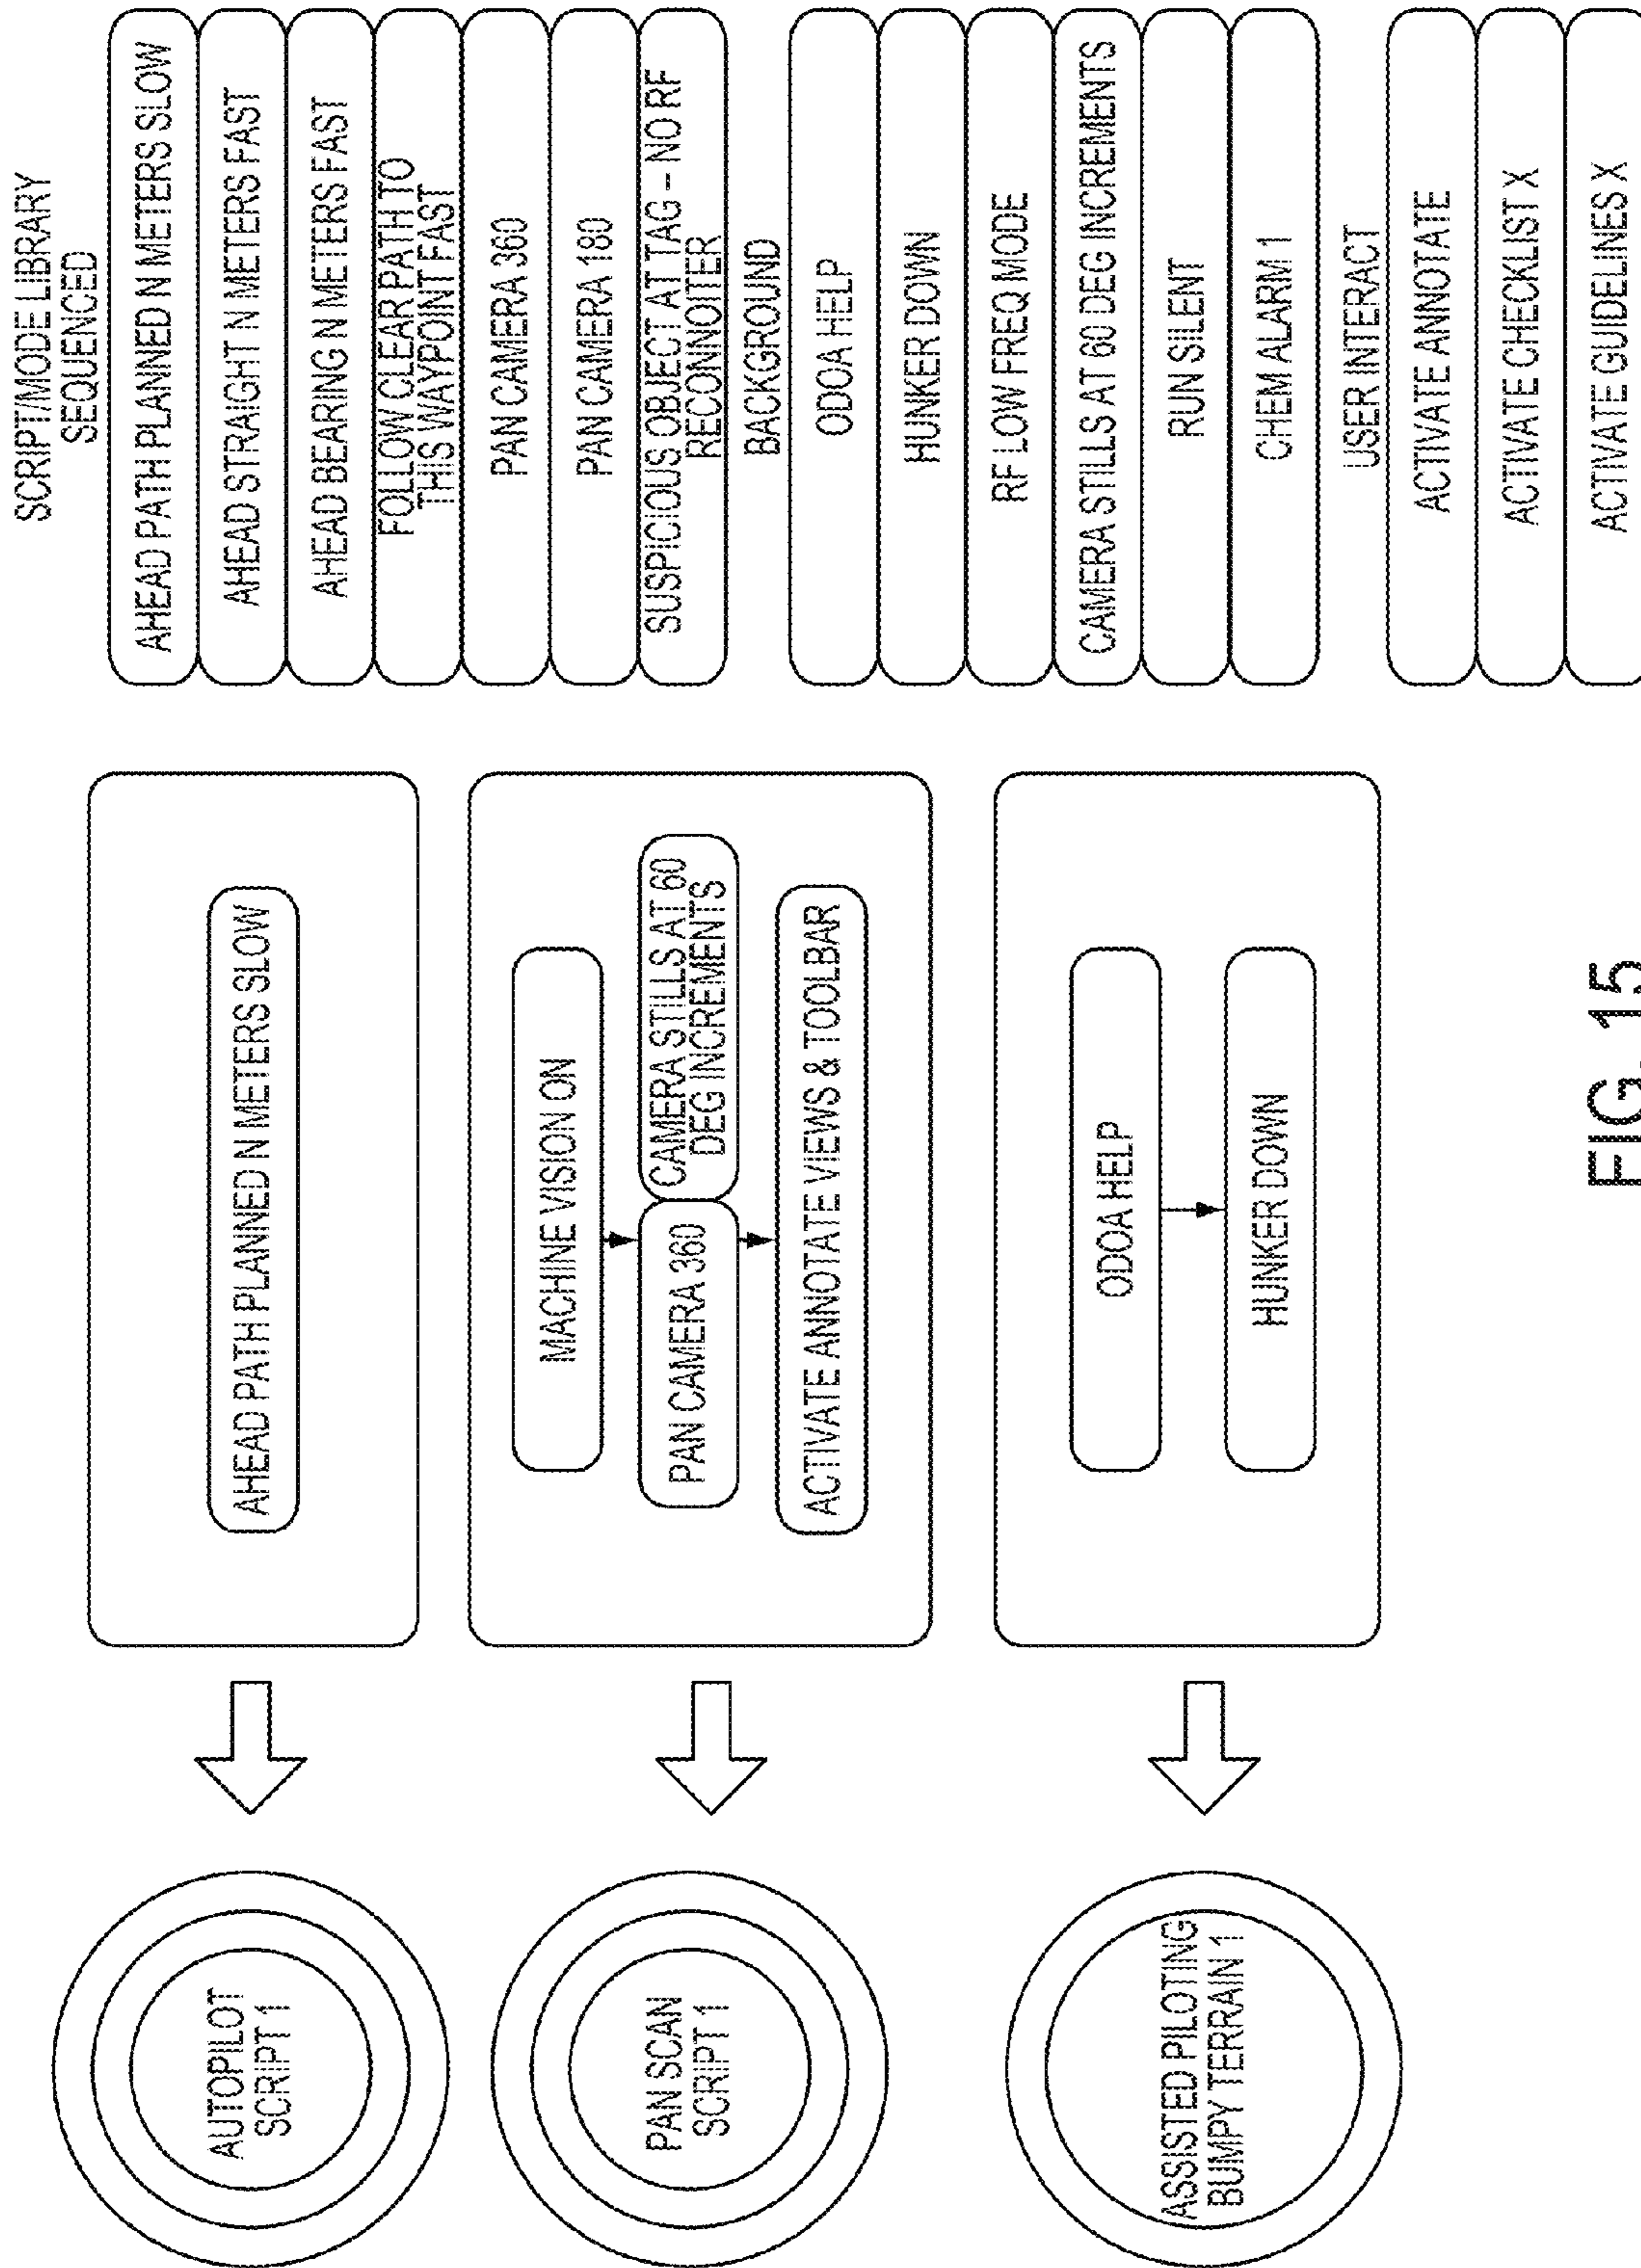 AUTOPILOT
SCRIPT 1
AHEAD PATH PLANNED N METERS SLOW
PAN SCAN
SCRIPT 1
MACHINE VISION ON
PAN CAMERA 360
CAMERA STILLS AT 60
DEG INCREMENTS
ACTIVATE ANNOTATE VIEWS & TOOLBAR
ASSISTED PILOTING
BUMPY TERRAIN 1
ODOA HELP
HUNKER DOWN
SCRIPT/MODE LIBRARY
SEQUENCED
AHEAD PATH PLANNED N METERS SLOW
AHEAD STRAIGHT N METERS FAST
AHEAD BEARING N METERS FAST
FOLLOW CLEAR PATH TO
THIS WAYPOINT FAST
PAN CAMERA 360
PAN CAMERA 180
SUSPICIOUS OBJECT AT TAG – NO RF
RECONNOITER
BACKGROUND
ODOA HELP
HUNKER DOWN
RF LOW FREQ MODE
CAMERA STILLS AT 60 DEG INCREMENTS
RUN SILENT
CHEM ALARM 1
USER INTERACT
ACTIVATE ANNOTATE
ACTIVATE CHECKLIST X
ACTIVATE GUIDELINES X
FIG. 15